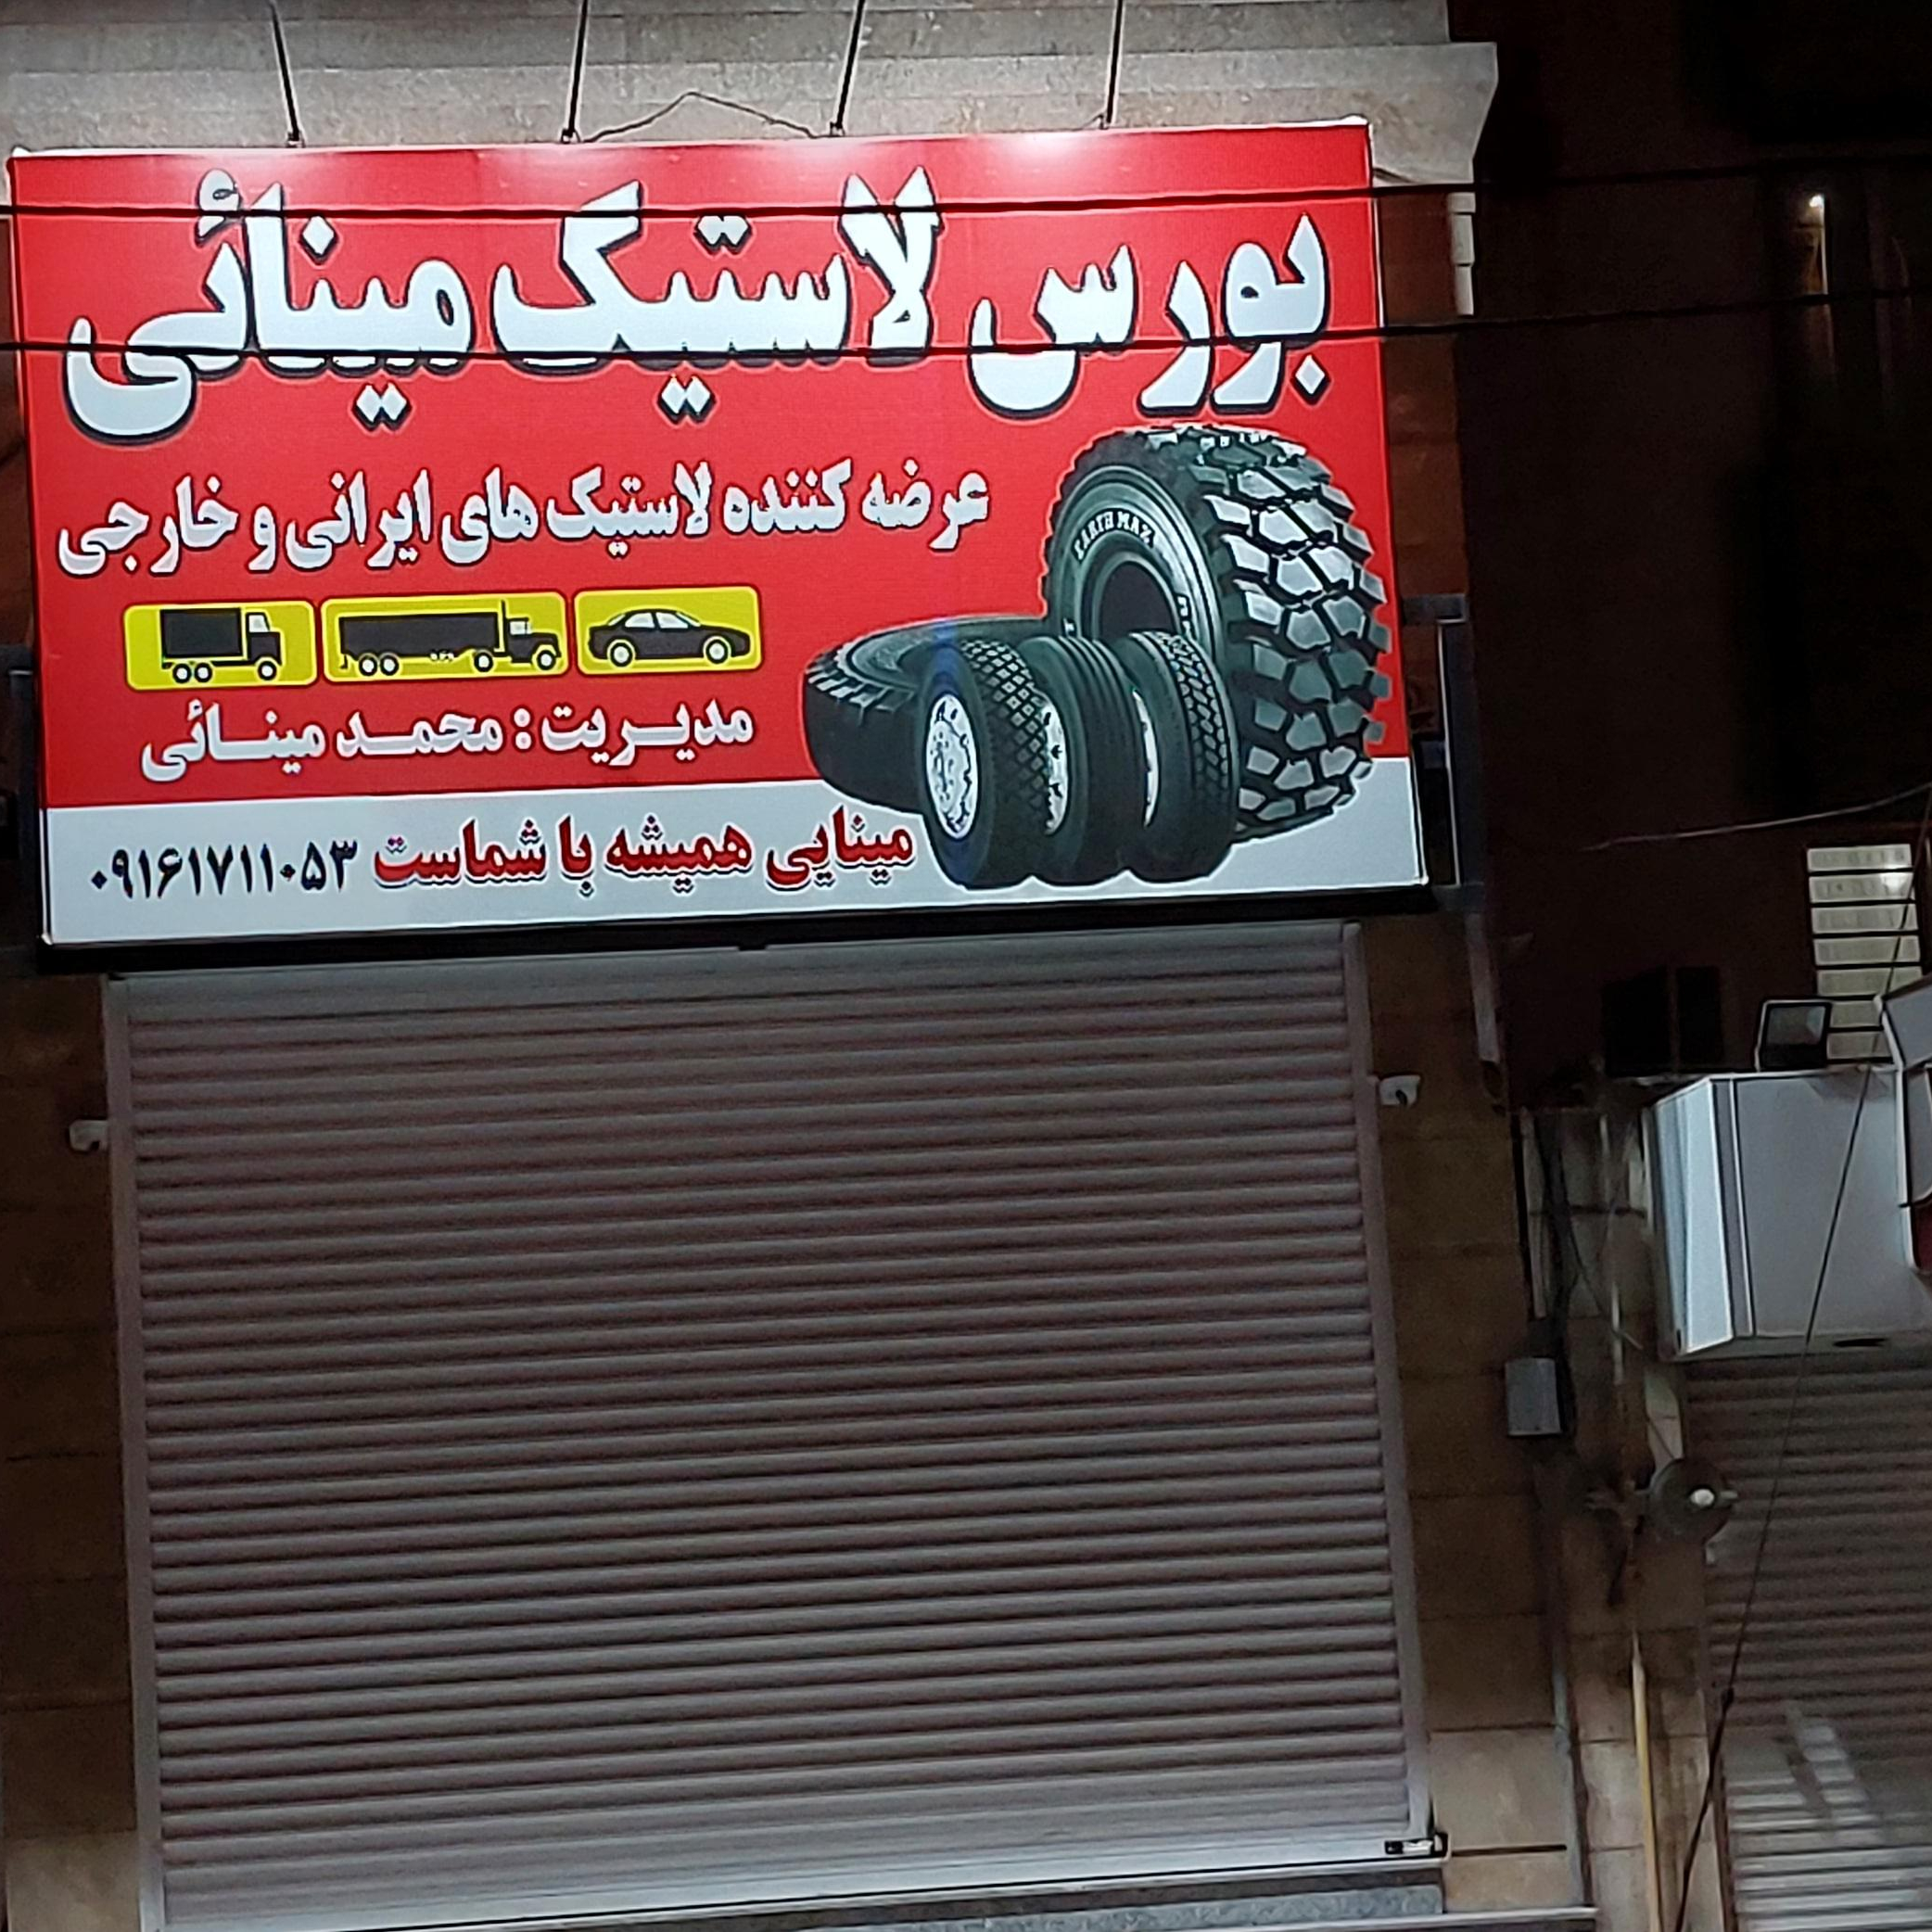 بورس لاستیک مینائی
عرضه کننده لاستیک های ایرانی و خارجی
مدیریت : محمد مینائی
مینایی همیشه با شماست ۰۹۱۶۱۷۱۱۰۵۳